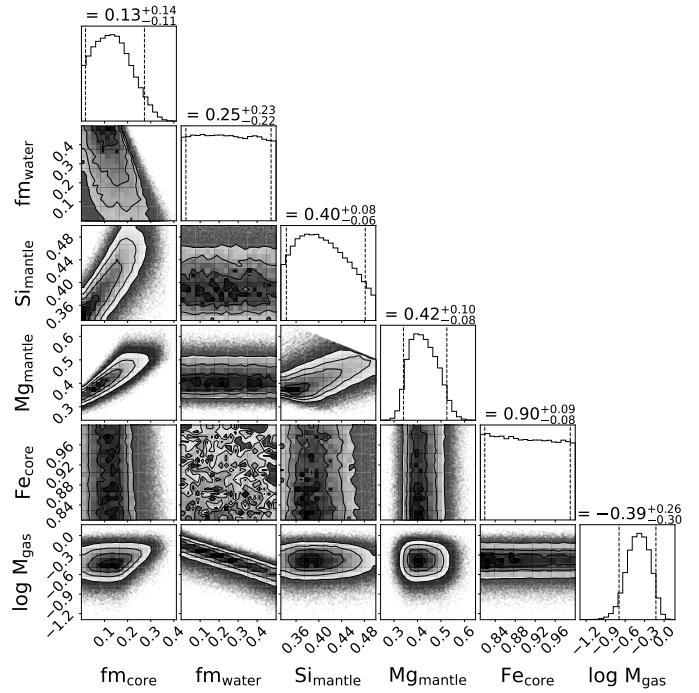 = 0.13+0.14−0.11
= 0.25+0.23−0.22
= 0.40+0.08−0.06
= 0.42+0.10−0.08
= 0.90+0.09−0.08
= −0.39+0.26−0.30
fmwater
0.4
0.3
0.2
0.1
Simantle
0.48
0.44
0.40
0.36
Mgmantle
0.6
0.5
0.4
0.3
Fecore
0.96
0.92
0.88
0.84
log Mgas
0.0
−0.3
−0.6
−0.9
−1.2
0.1 0.2 0.3 0.4
0.1 0.2 0.3 0.4
0.36 0.40 0.44 0.48
0.3 0.4 0.5 0.6
0.84 0.88 0.92 0.96
−1.2 −0.9 −0.6 −0.3 0.0
fmcore fmwater Simantle Mgmantle Fecore log Mgas